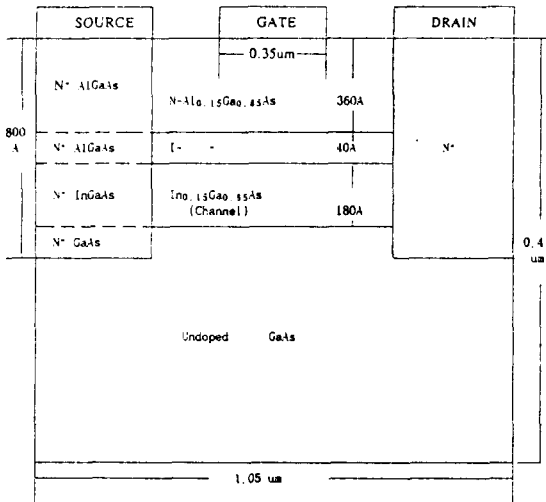 SOURCE GATE DRAIN
0.35um
N⁺ AlGaAs
N-Al₀.₁₅Ga₀.₈₅As 360A
800
A
N⁺ AlGaAs I- - 40A N⁺
N⁺ InGaAs In₀.₁₅Ga₀.₈₅As
(Channel) 180A
N⁺ GaAs
0.4
um
Undoped GaAs
1.05 um